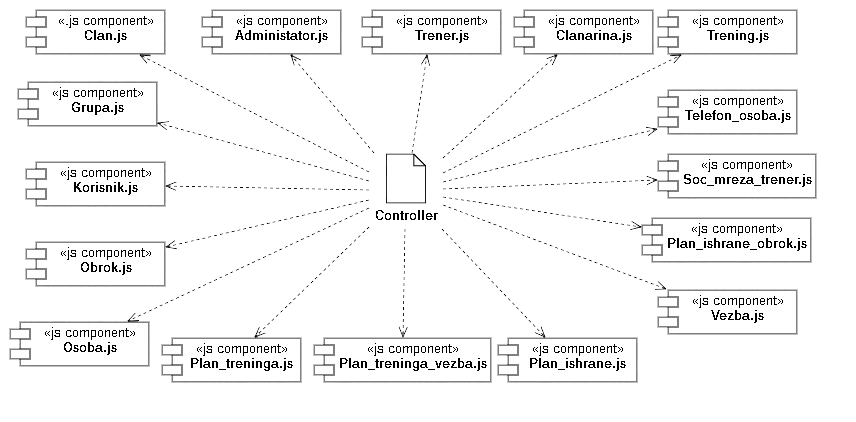 «.js component»
Clan.js
«js component»
Administator.js
«js component»
Trener.js
«js component»
Clanarina.js
«js component»
Trening.js
«js component»
Grupa.js
«js component»
Telefon_osoba.js
«js component»
Korisnik.js
Controller
«js component»
Soc_mreza_trener.js
«js component»
Plan_ishrane_obrok.js
«js component»
Obrok.js
«js component»
Vezba.js
«js component»
Osoba.js
«js component»
Plan_treninga.js
«js component»
Plan_treninga_vezba.js
«js component»
Plan_ishrane.js